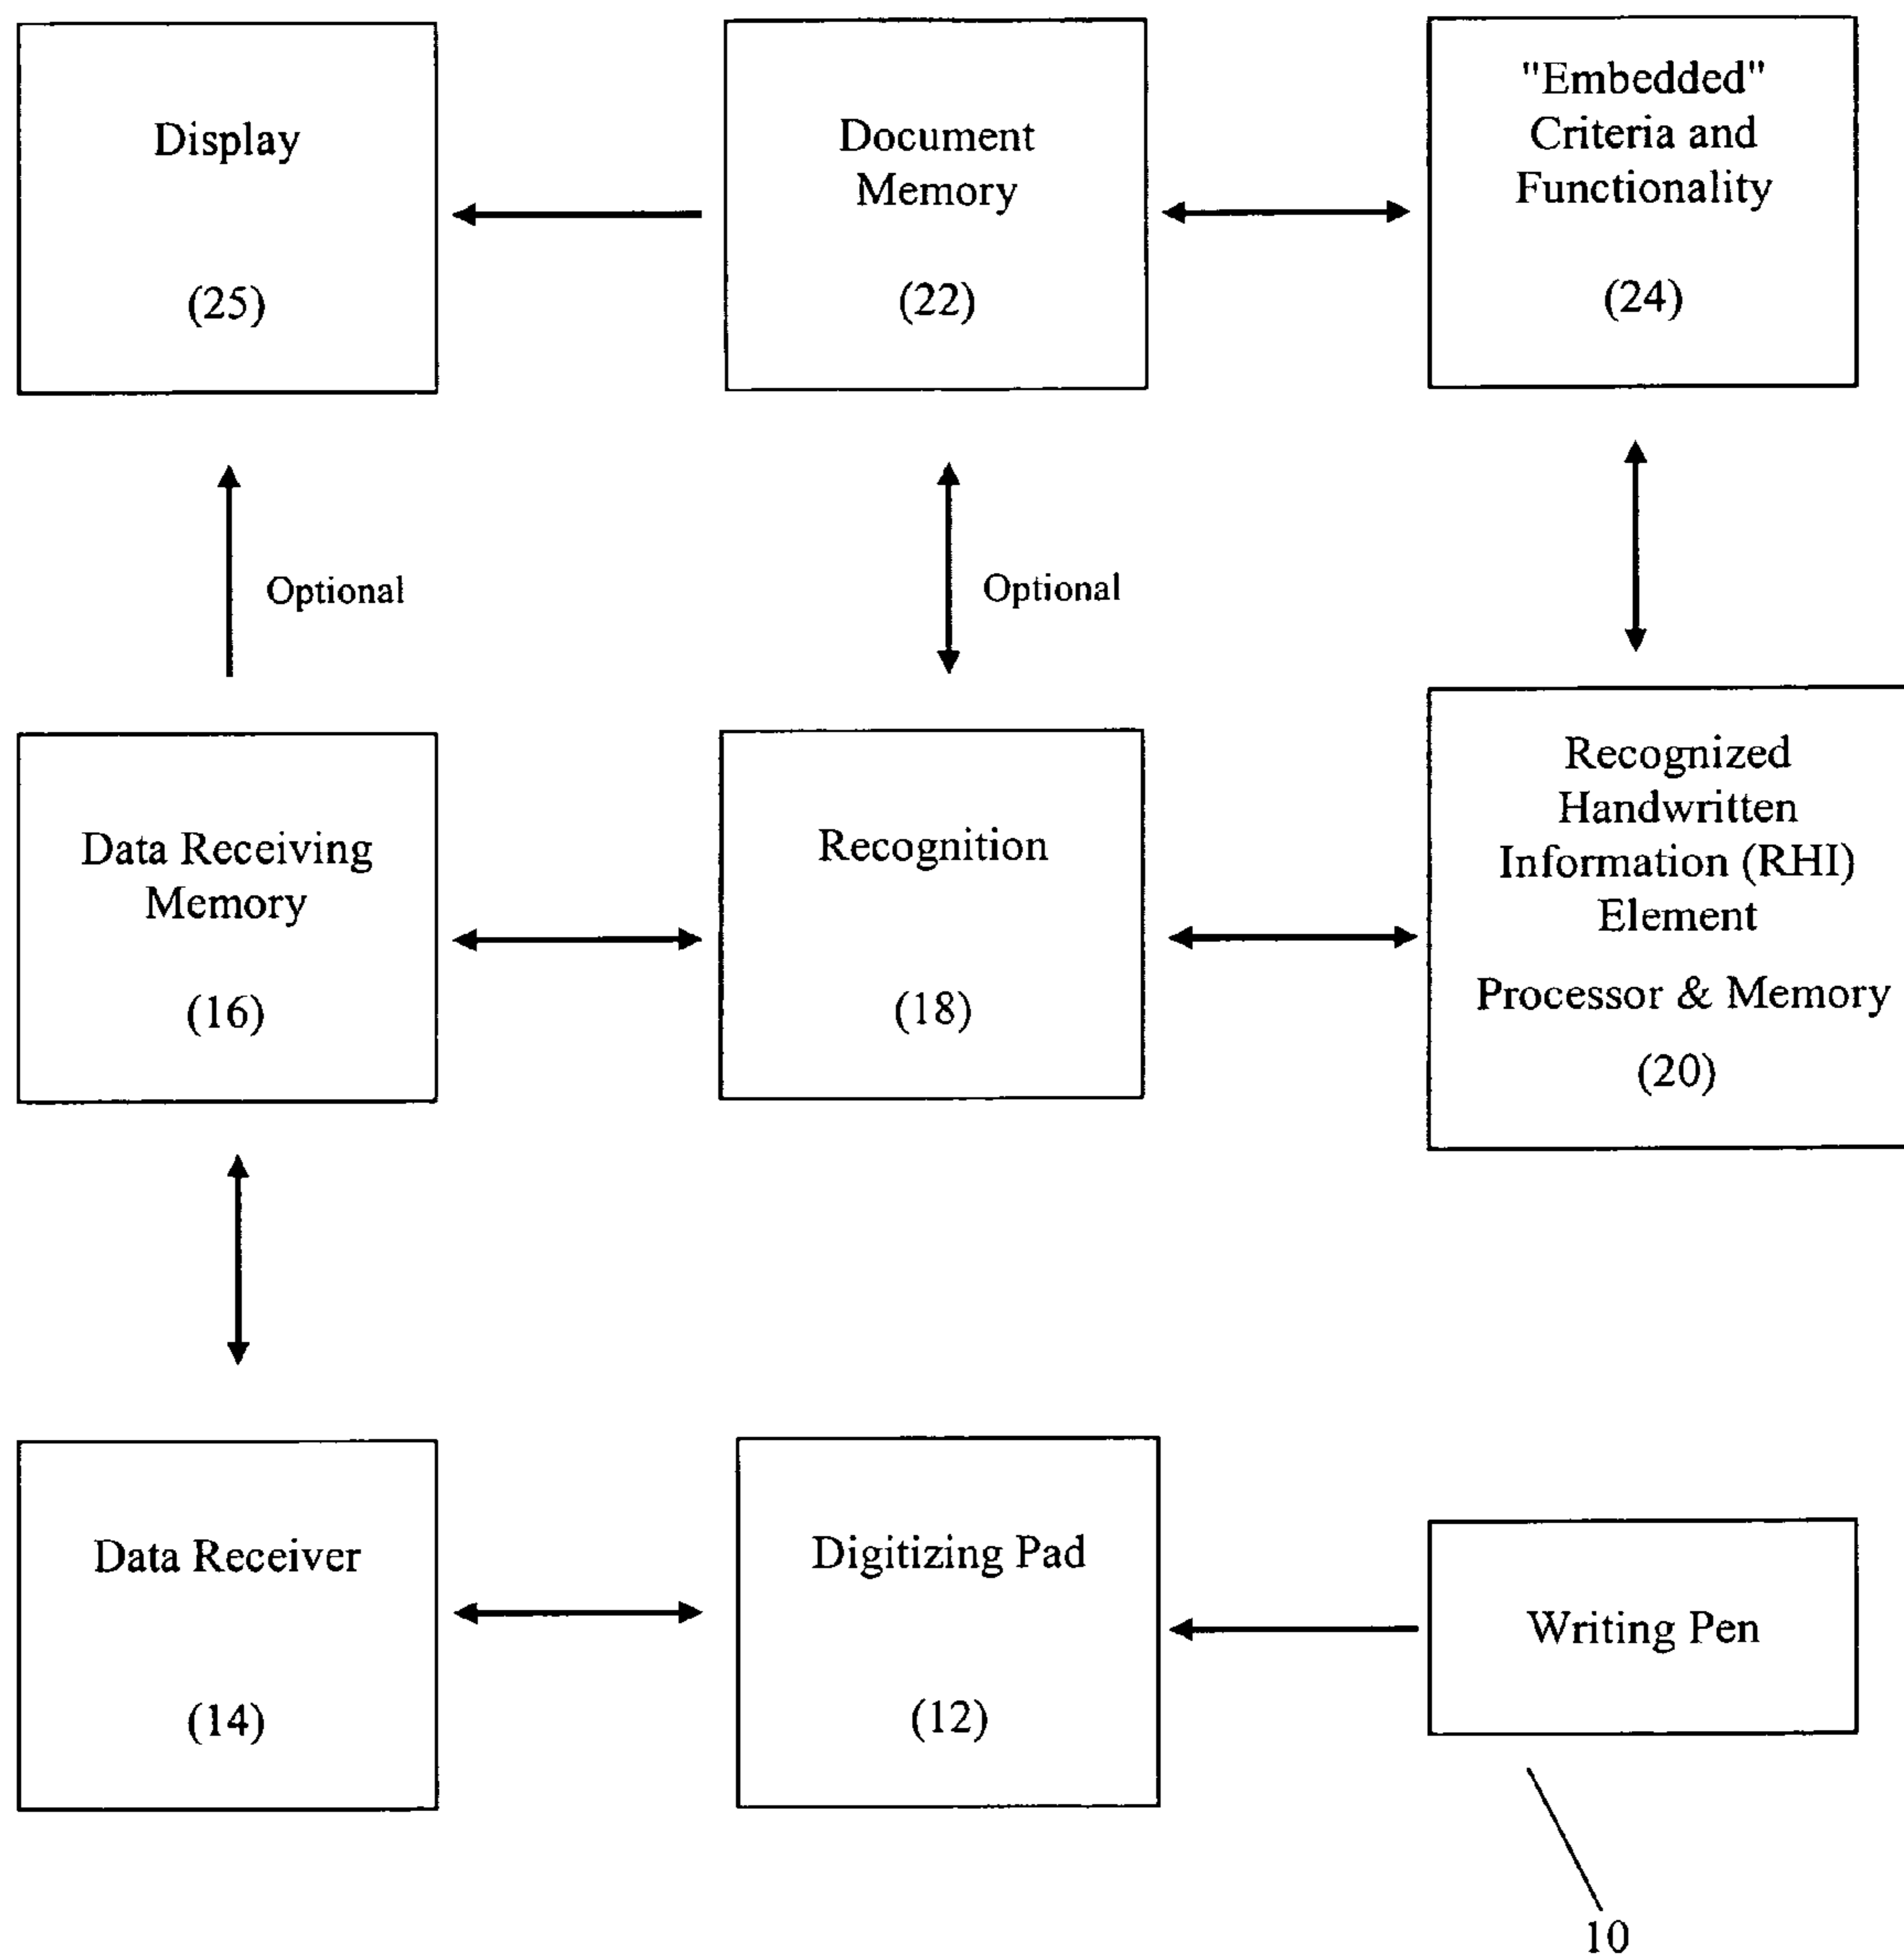 Display
(25)
Document
Memory
(22)
"Embedded"
Criteria and
Functionality
(24)
Optional
Optional
Data Receiving
Memory
(16)
Recognition
(18)
Recognized
Handwritten
Information (RHI)
Element
Processor & Memory
(20)
Data Receiver
(14)
Digitizing Pad
(12)
Writing Pen
10